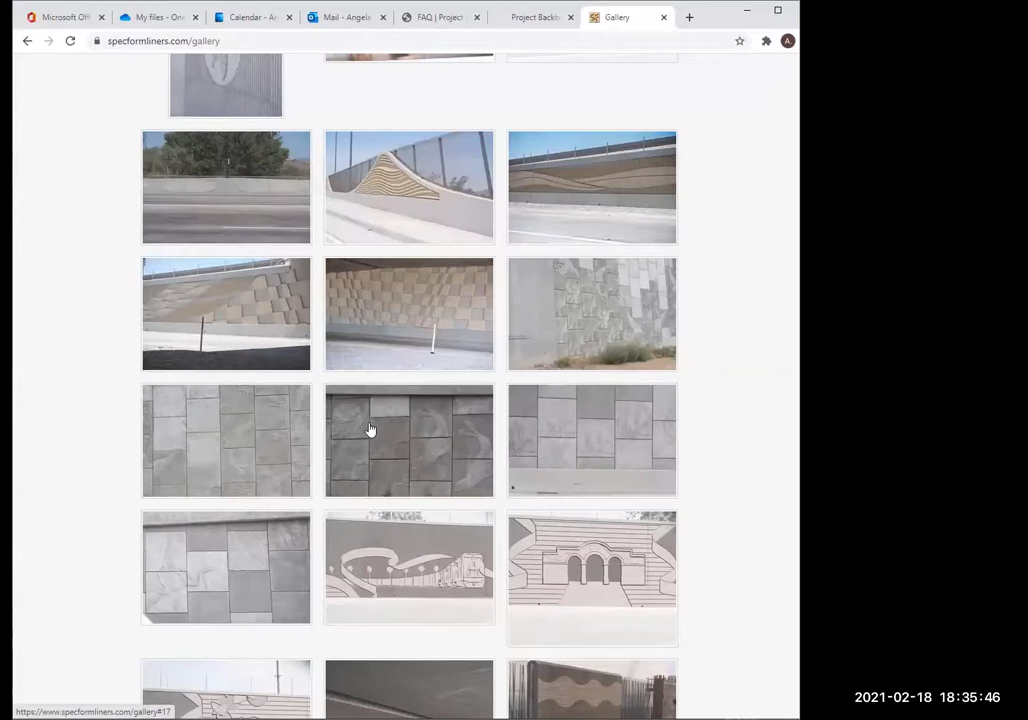 Microsoft Offi
My files - One
Calendar - An
Mail - Angela
FAQ | Project
Project Backb
Gallery
specformliners.com/gallery
A.
https://www.specformliners.com/gallery#17
2021-02-18 18:35:46